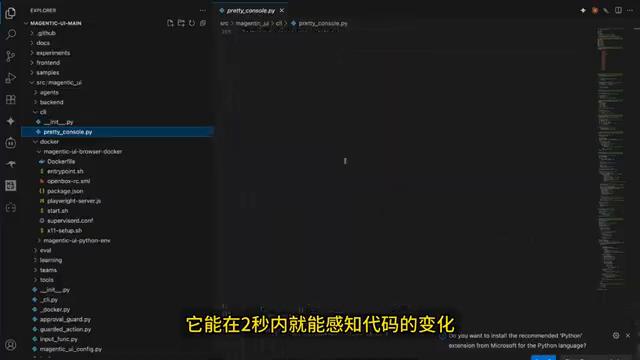 EXPLORER
pretty_console.py
MAGENTIC-UI-MAIN
src > magentic_ui > cli > pretty_console.py
.github
docs
experiments
frontend
samples
src/magentic_ui
agents
backend
cli
__init__.py
pretty_console.py
docker
magentic-ui-browser-docker
Dockerfile
entrypoint.sh
openbox-rc.xml
package.json
playwright-server.js
start.sh
supervisord.conf
x11-setup.sh
magentic-ui-python-env
eval
learning
teams
tools
__init__.py
_cli.py
_docker.py
approval_guard.py
guarded_action.py
input_func.py
magentic_ui_config.py
它能在2秒内就能感知代码的变化
Do you want to install the recommended 'Python'
extension from Microsoft for the Python language?